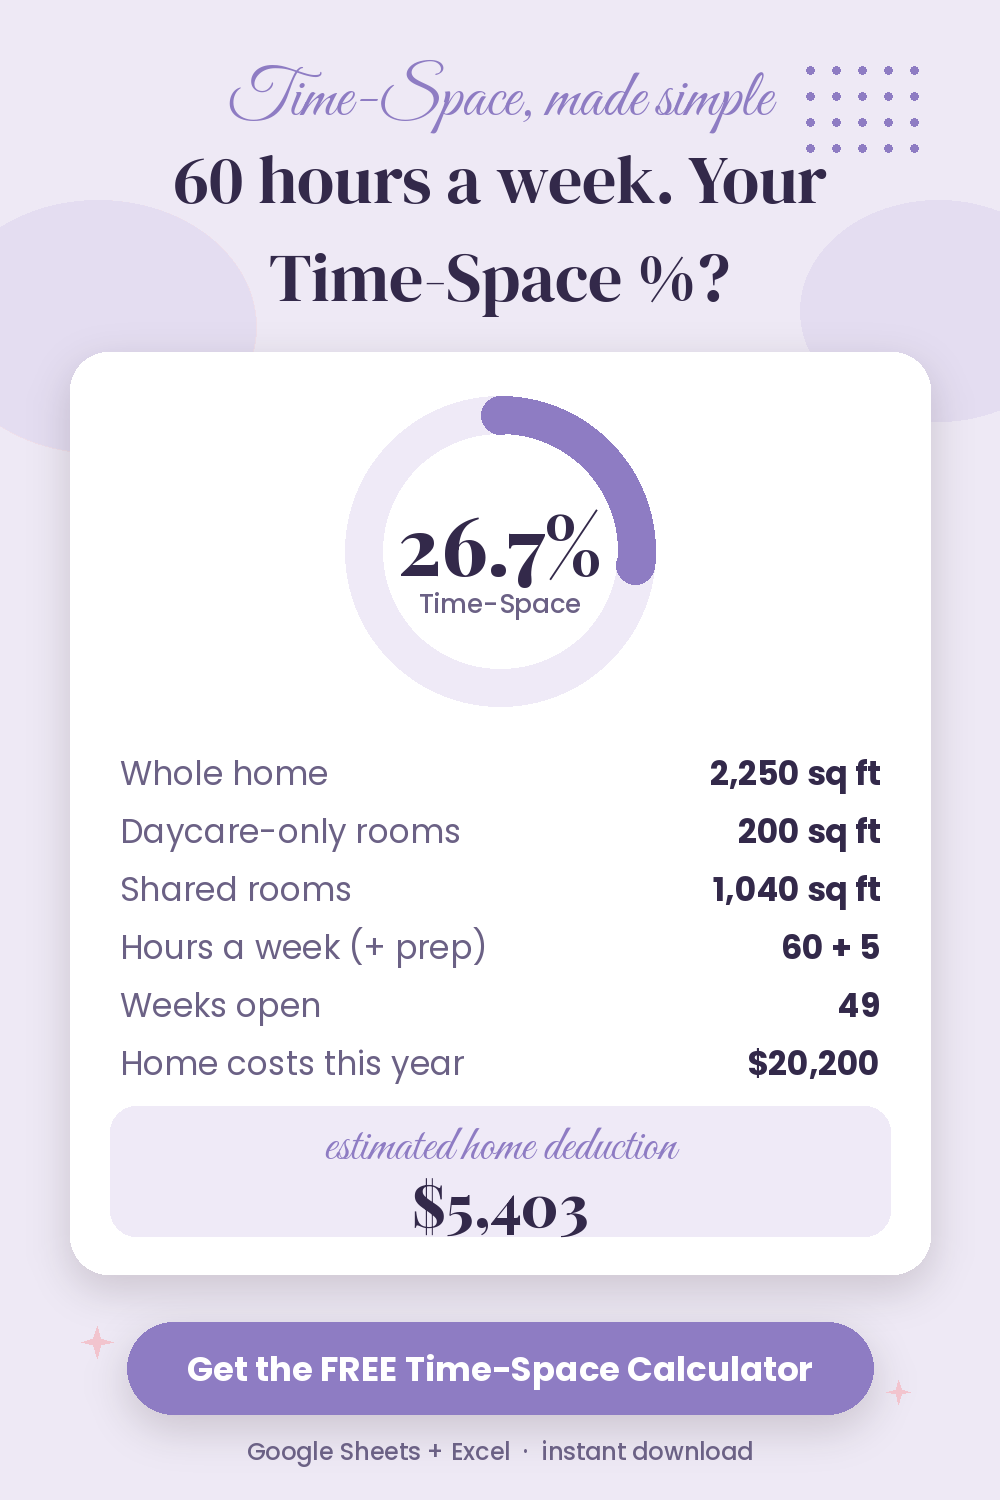 Time-Space, made simple
60 hours a week. Your
Time-Space %?
26.7%
Time-Space
Whole home 2,250 sq ft
Daycare-only rooms 200 sq ft
Shared rooms 1,040 sq ft
Hours a week (+ prep) 60 + 5
Weeks open 49
Home costs this year $20,200
estimated home deduction
$5,403
Get the FREE Time-Space Calculator
Google Sheets + Excel · instant download